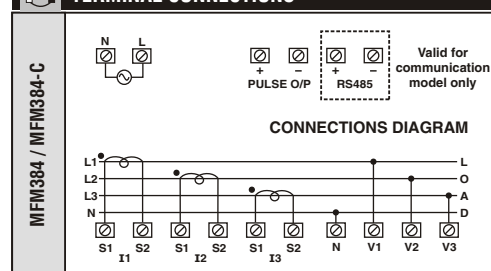 TERMINAL CONNECTIONS
MFM384 / MFM384-C
N L
+ – + –
PULSE O/P RS485
Valid for
communication
model only
CONNECTIONS DIAGRAM
L1 L
L2 O
L3 A
N D
S1 S2 S1 S2 S1 S2 N V1 V2 V3
I1 I2 I3